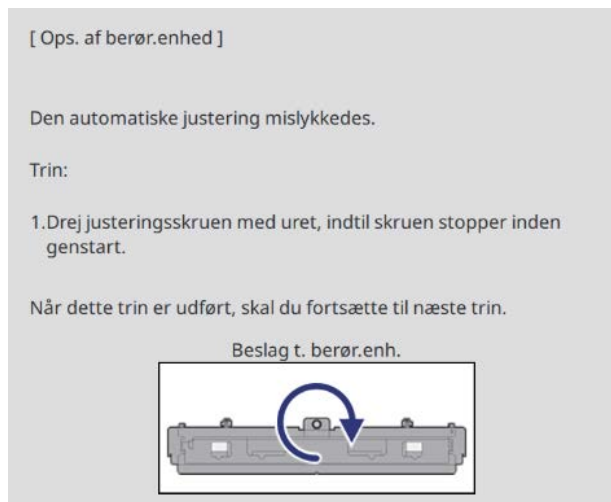 [ Ops. af berør.enhed ]
Den automatiske justering mislykkedes.
Trin:
1.Drej justeringsskruen med uret, indtil skruen stopper inden
genstart.
Når dette trin er udført, skal du fortsætte til næste trin.
Beslag t. berør.enh.